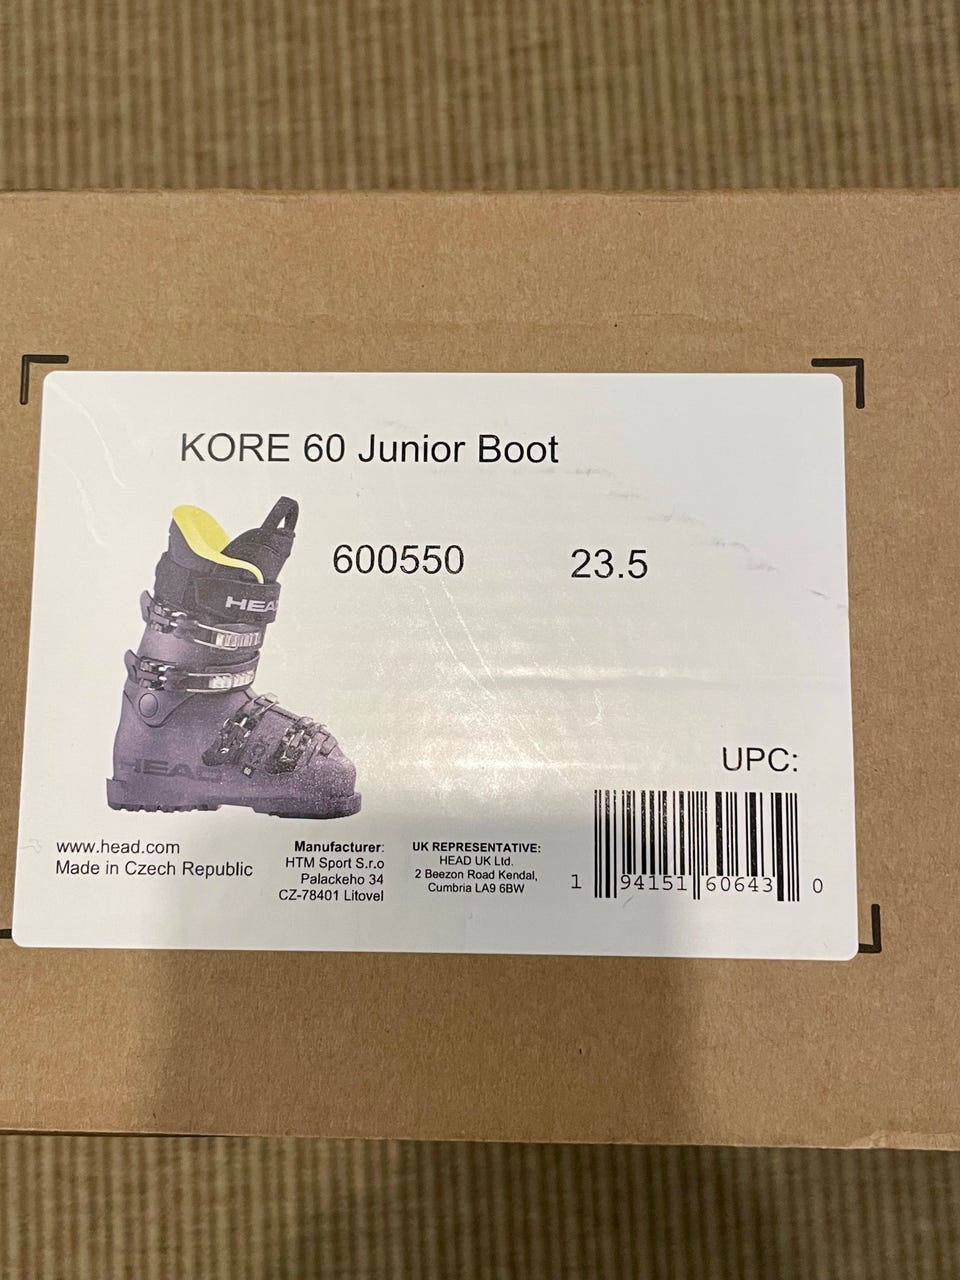 KORE 60 Junior Boot
600550 23.5
HEA
HEAD
UPC:
1 94151 60643 0
www.head.com
Made in Czech Republic
Manufacturer:
HTM Sport S.r.o
Palackeho 34
CZ-78401 Litovel
UK REPRESENTATIVE:
HEAD UK Ltd.
2 Beezon Road Kendal,
Cumbria LA9 6BW